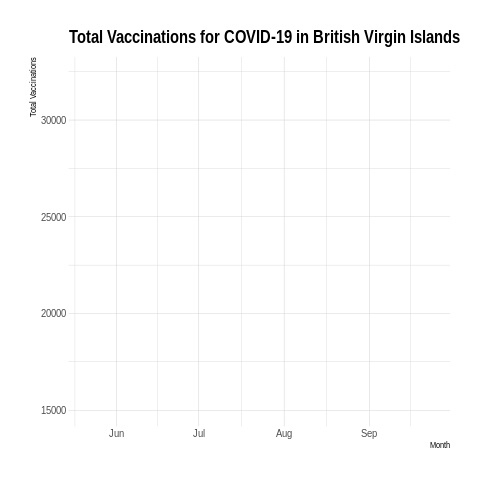 Total Vaccinations for COVID-19 in British Virgin Islands
Total Vaccinations
30000
25000
20000
15000
Jun Jul Aug Sep
Month